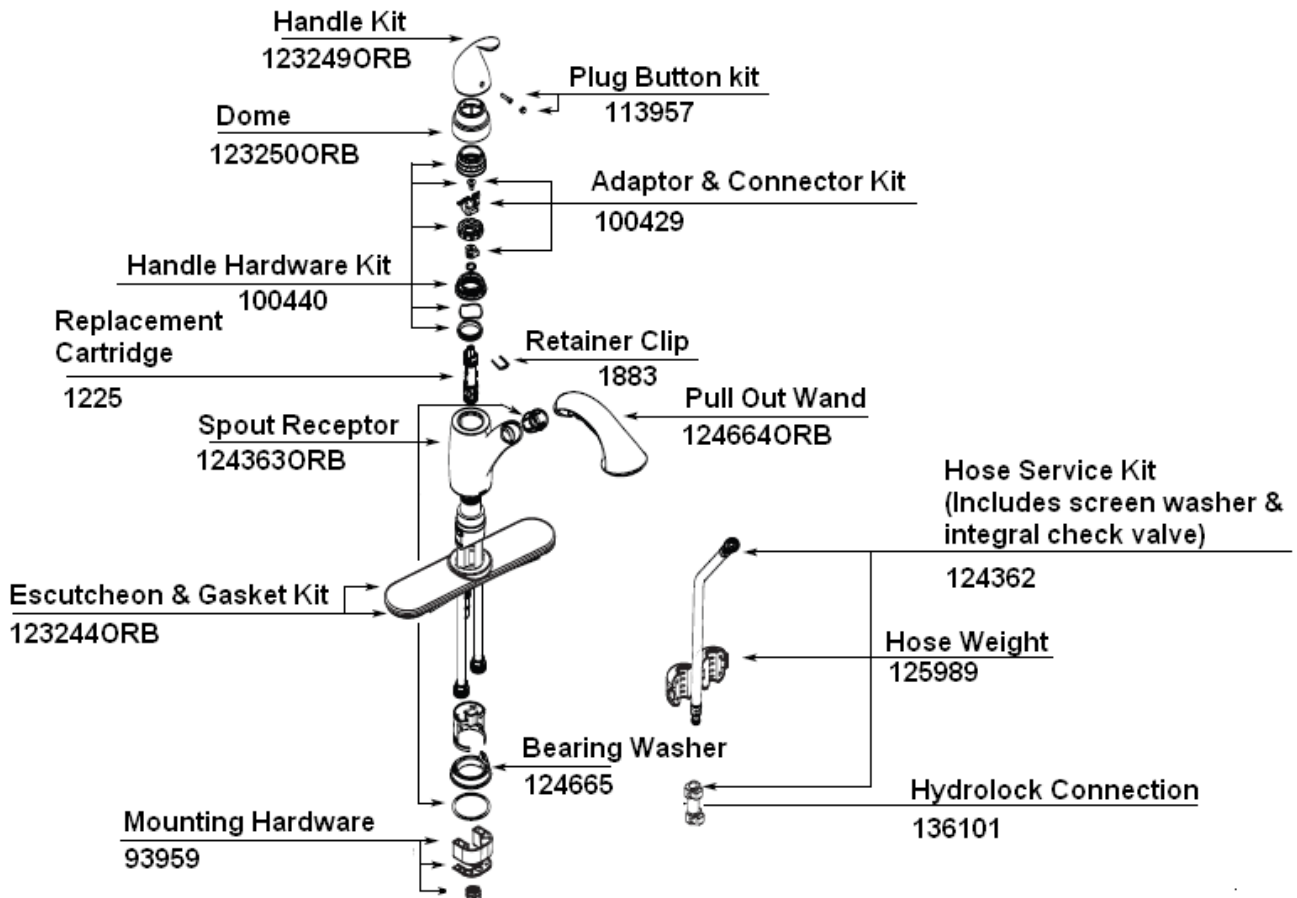 Handle Kit
123249ORB
Plug Button kit
113957
Dome
123250ORB
Adaptor & Connector Kit
100429
Handle Hardware Kit
100440
Replacement
Cartridge
1225
Retainer Clip
1883
Pull Out Wand
124664ORB
Spout Receptor
124363ORB
Hose Service Kit
(Includes screen washer &
integral check valve)
124362
Escutcheon & Gasket Kit
123244ORB
Hose Weight
125989
Bearing Washer
124665
Hydrolock Connection
136101
Mounting Hardware
93959